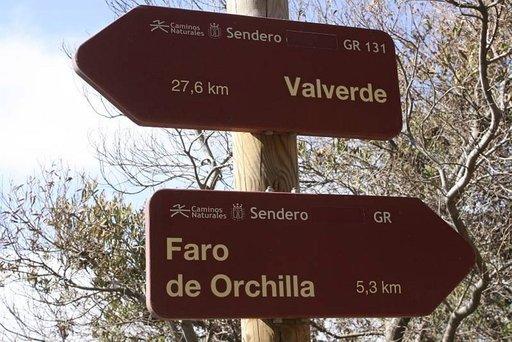 Caminos
Naturales
Sendero GR 131
27,6 km Valverde
Caminos
Naturales
Sendero GR
Faro
de Orchilla 5,3 km